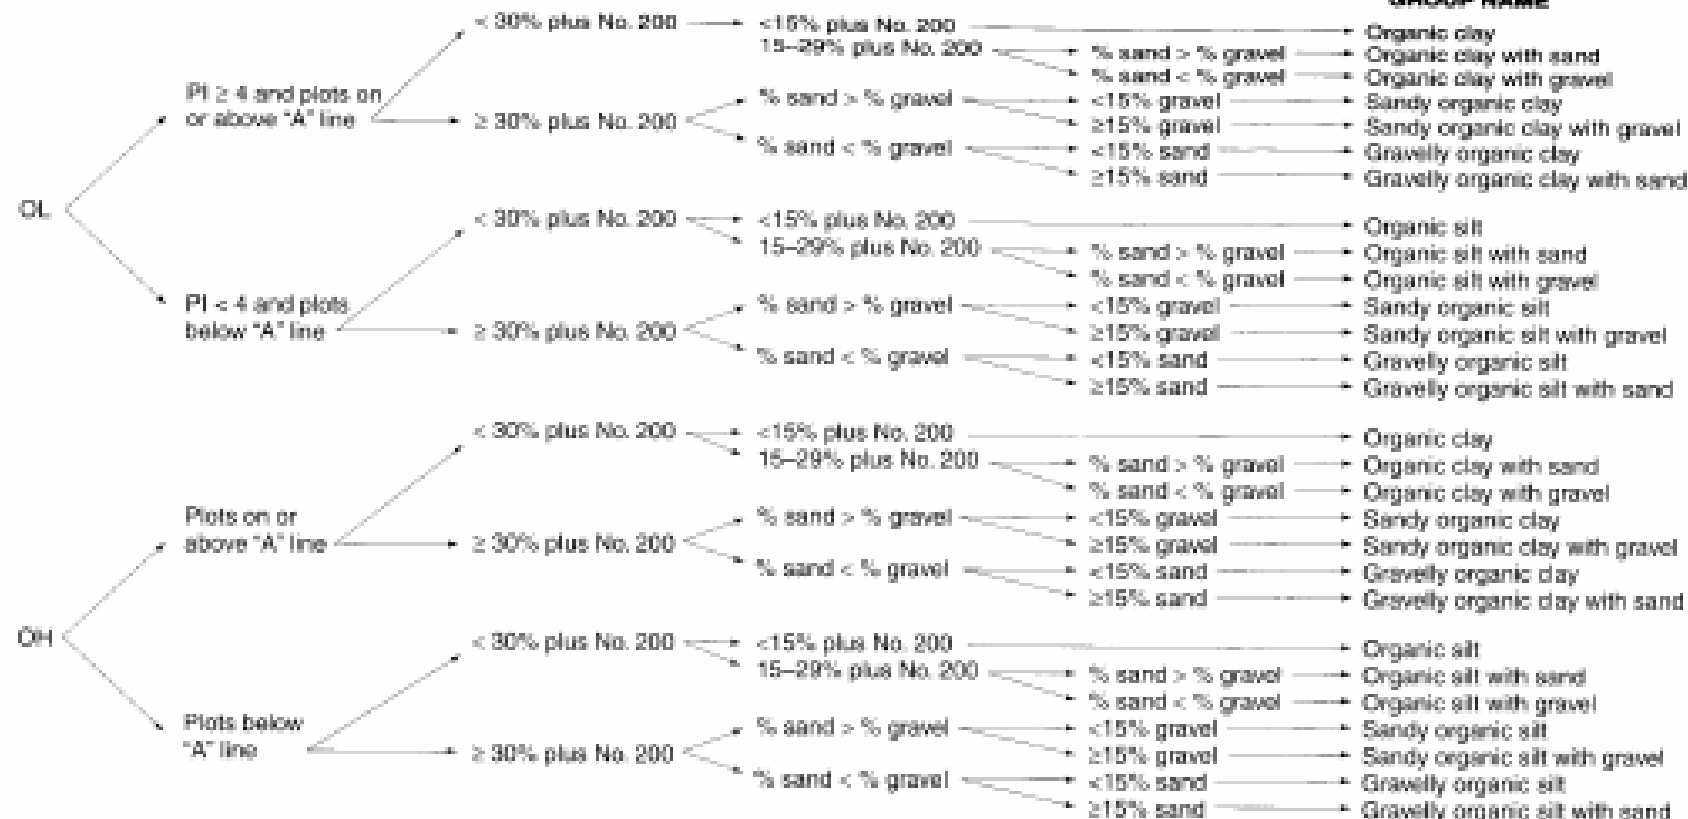 GROUP NAME
< 30% plus No. 200 <15% plus No. 200 Organic clay
15–29% plus No. 200 % sand > % gravel Organic clay with sand
% sand < % gravel Organic clay with gravel
PI ≥ 4 and plots on
or above "A" line
≥ 30% plus No. 200 % sand > % gravel <15% gravel Sandy organic clay
≥15% gravel Sandy organic clay with gravel
% sand < % gravel <15% sand Gravelly organic clay
≥15% sand Gravelly organic clay with sand
OL
< 30% plus No. 200 <15% plus No. 200 Organic silt
15–29% plus No. 200 % sand > % gravel Organic silt with sand
% sand < % gravel Organic silt with gravel
PI < 4 and plots
below "A" line
≥ 30% plus No. 200 % sand > % gravel <15% gravel Sandy organic silt
≥15% gravel Sandy organic silt with gravel
% sand < % gravel <15% sand Gravelly organic silt
≥15% sand Gravelly organic silt with sand
< 30% plus No. 200 <15% plus No. 200 Organic clay
15–29% plus No. 200 % sand > % gravel Organic clay with sand
% sand < % gravel Organic clay with gravel
Plots on or
above "A" line
≥ 30% plus No. 200 % sand > % gravel <15% gravel Sandy organic clay
≥15% gravel Sandy organic clay with gravel
% sand < % gravel <15% sand Gravelly organic clay
≥15% sand Gravelly organic clay with sand
OH
< 30% plus No. 200 <15% plus No. 200 Organic silt
15–29% plus No. 200 % sand > % gravel Organic silt with sand
% sand < % gravel Organic silt with gravel
Plots below
"A" line
≥ 30% plus No. 200 % sand > % gravel <15% gravel Sandy organic silt
≥15% gravel Sandy organic silt with gravel
% sand < % gravel <15% sand Gravelly organic silt
≥15% sand Gravelly organic silt with sand